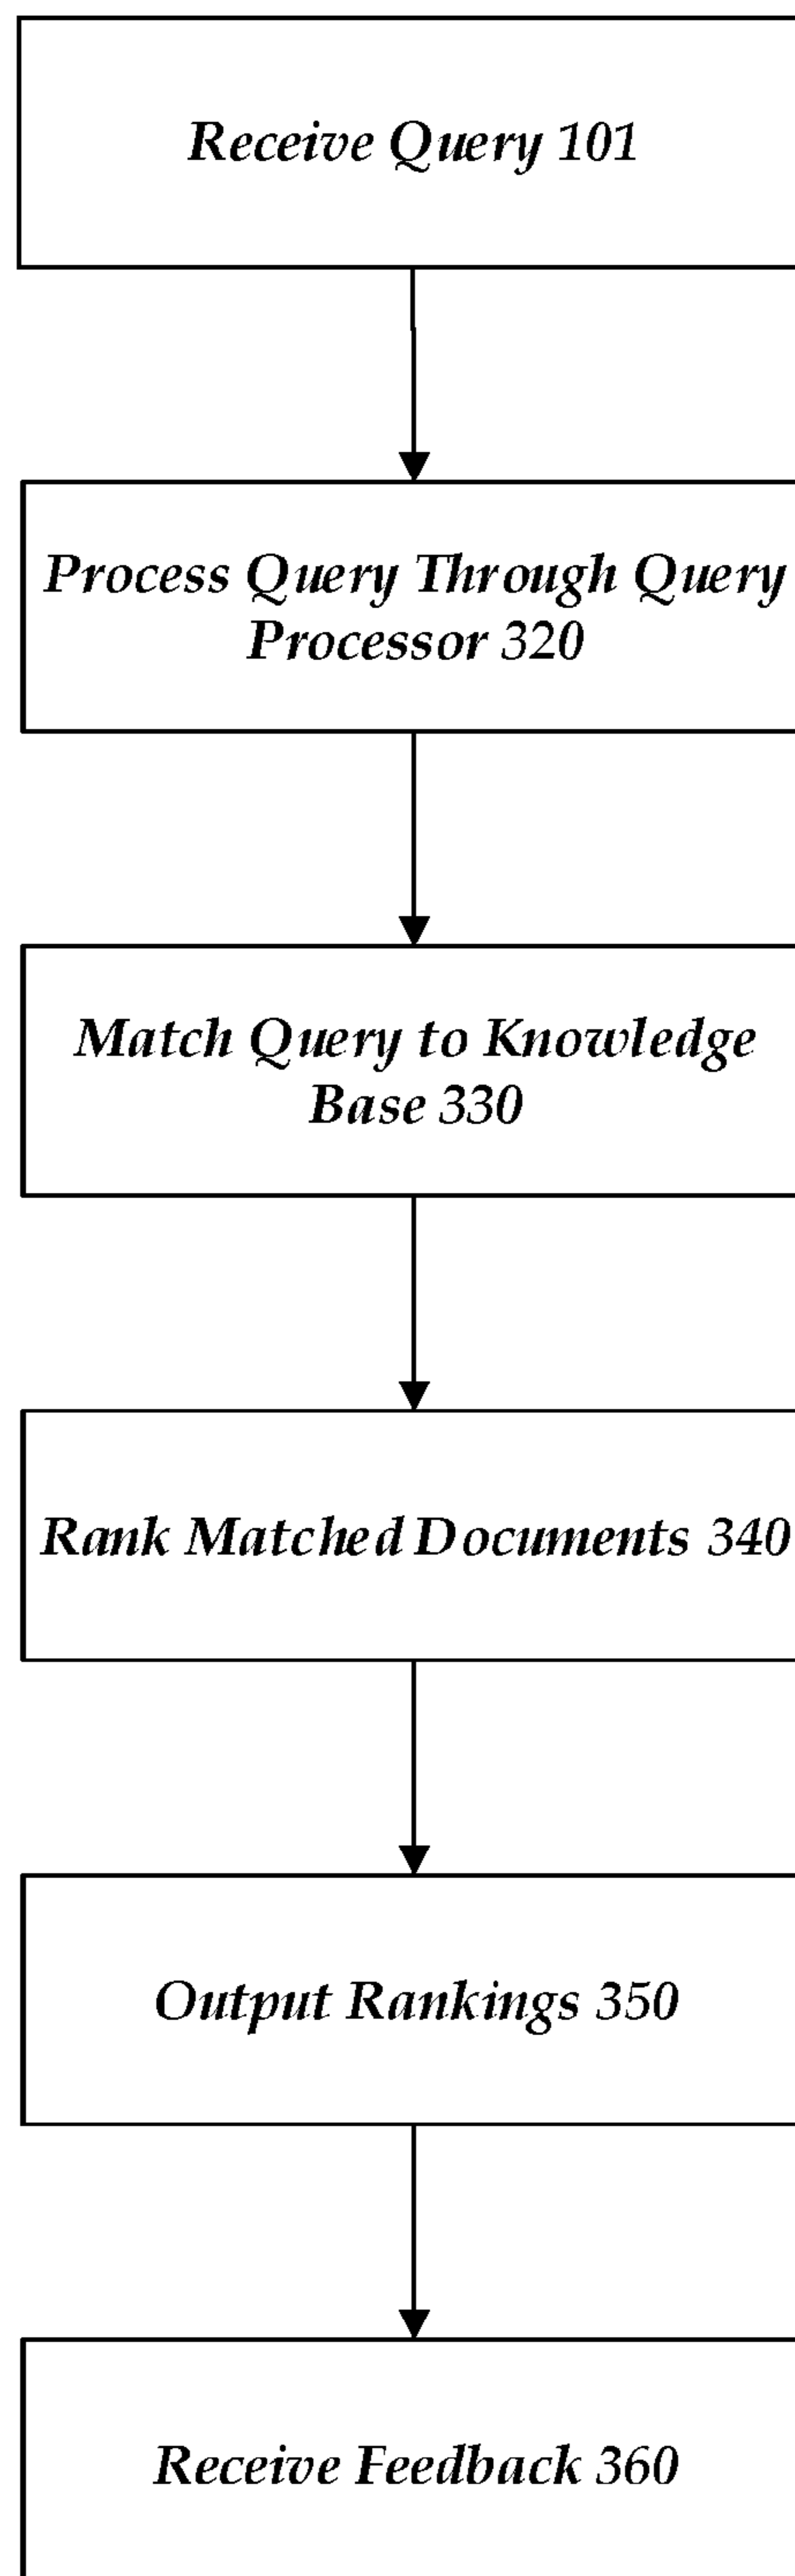 Receive Query 101
Process Query Through Query
Processor 320
Match Query to Knowledge
Base 330
Rank Matched Documents 340
Output Rankings 350
Receive Feedback 360